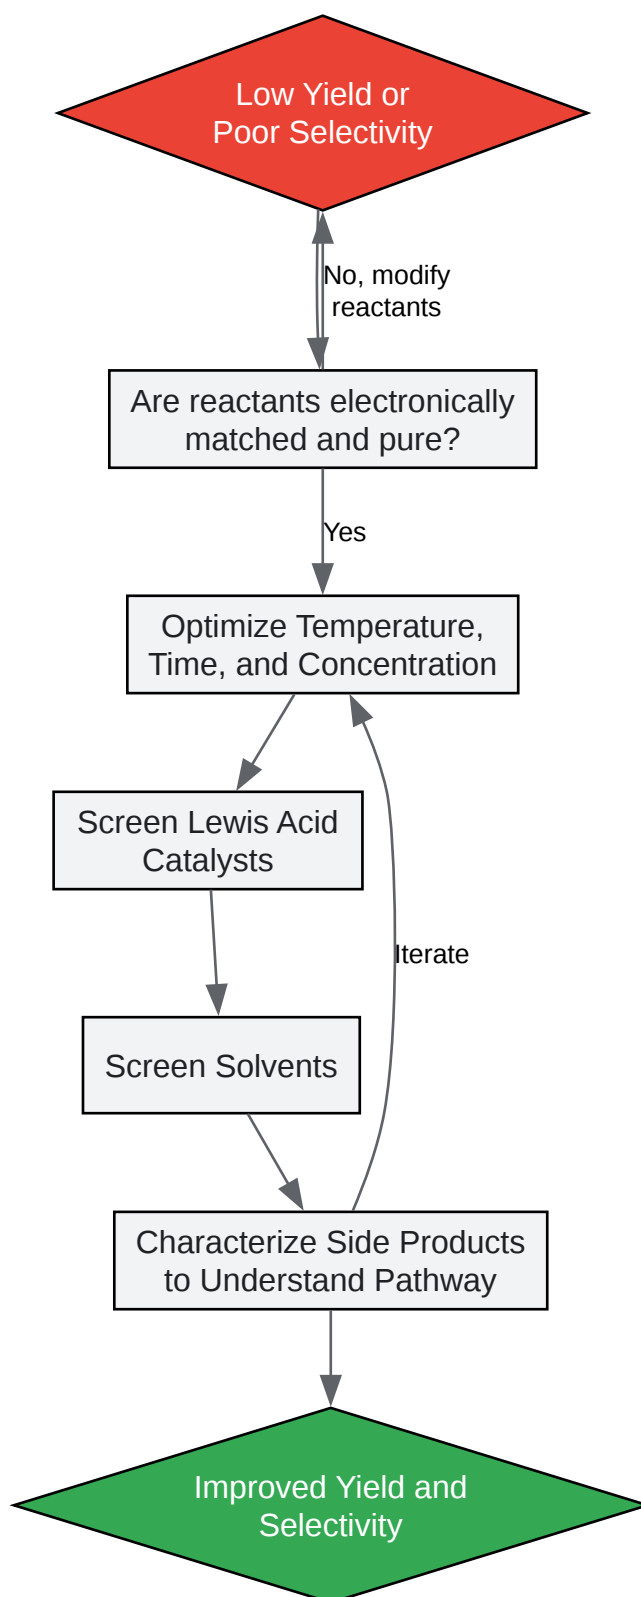 Low Yield or
Poor Selectivity
No, modify
reactants
Are reactants electronically
matched and pure?
Yes
Optimize Temperature,
Time, and Concentration
Screen Lewis Acid
Catalysts
Iterate
Screen Solvents
Characterize Side Products
to Understand Pathway
Improved Yield and
Selectivity